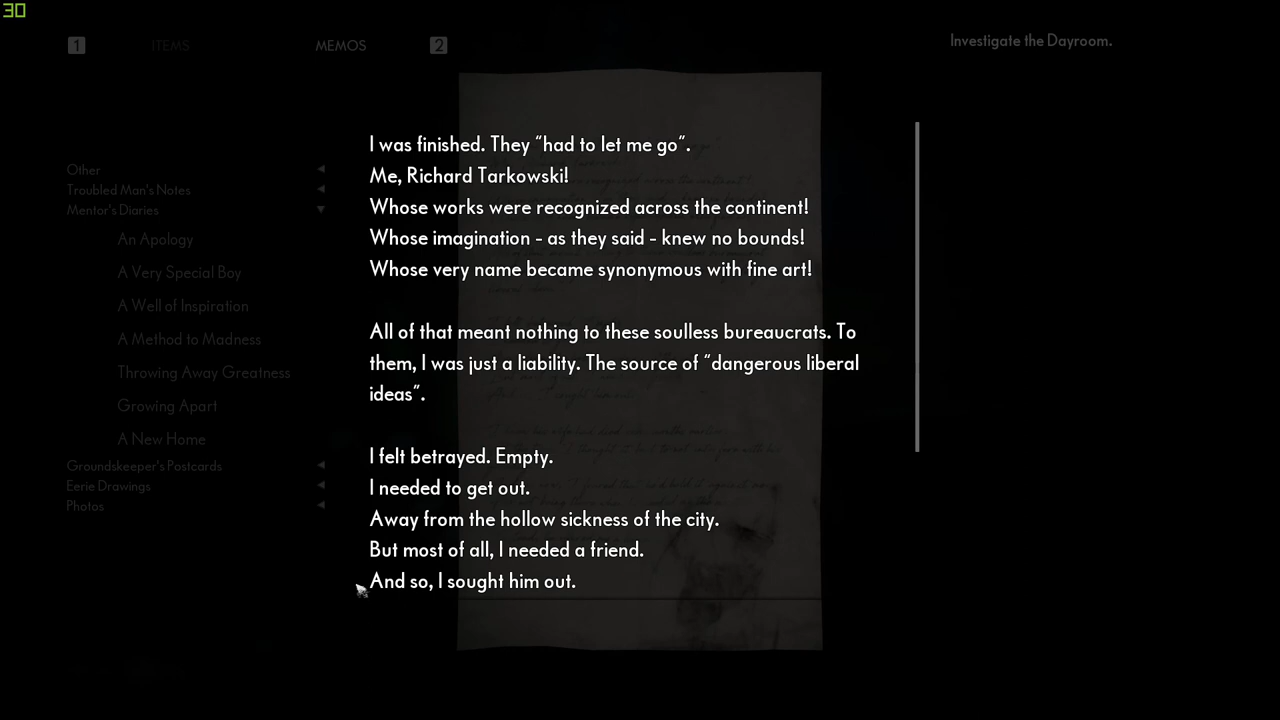 30
1
ITEMS
MEMOS
2
Investigate the Dayroom.
I was finished. They “had to let me go”.
Me, Richard Tarkowski!
Whose works were recognized across the continent!
Whose imagination - as they said - knew no bounds!
Whose very name became synonymous with fine art!
All of that meant nothing to these soulless bureaucrats. To
them, I was just a liability. The source of “dangerous liberal
ideas”.
I felt betrayed. Empty.
I needed to get out.
Away from the hollow sickness of the city.
But most of all, I needed a friend.
And so, I sought him out.
Other
Troubled Man's Notes
Mentor's Diaries
An Apology
A Very Special Boy
A Well of Inspiration
A Method to Madness
Throwing Away Greatness
Growing Apart
A New Home
Groundskeeper's Postcards
Eerie Drawings
Photos